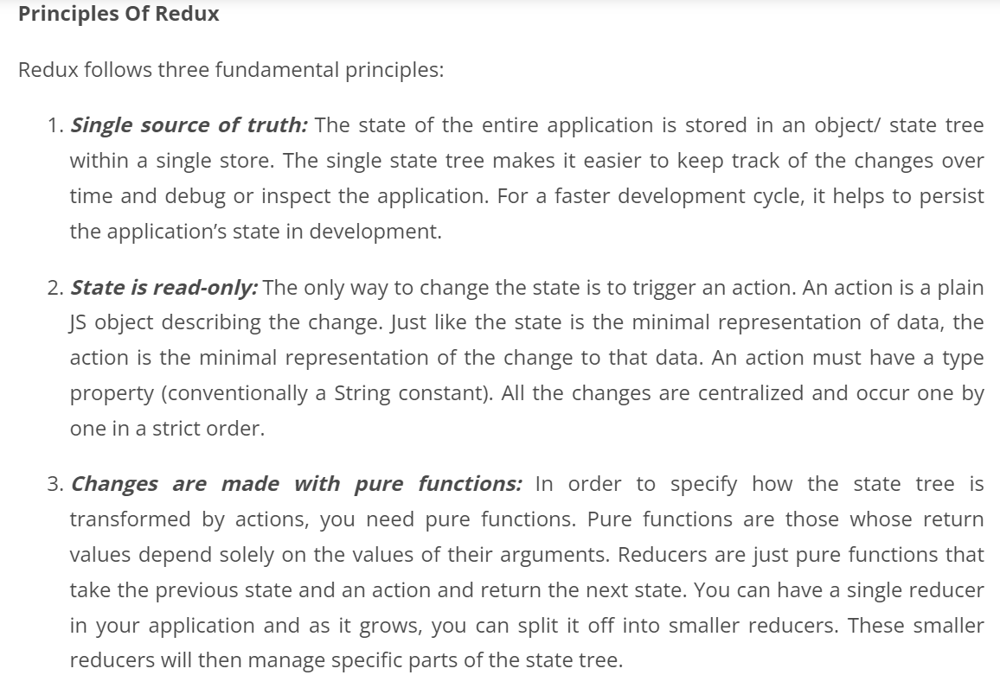 Principles Of Redux
Redux follows three fundamental principles:
1. Single source of truth: The state of the entire application is stored in an object/ state tree
within a single store. The single state tree makes it easier to keep track of the changes over
time and debug or inspect the application. For a faster development cycle, it helps to persist
the application’s state in development.
2. State is read-only: The only way to change the state is to trigger an action. An action is a plain
JS object describing the change. Just like the state is the minimal representation of data, the
action is the minimal representation of the change to that data. An action must have a type
property (conventionally a String constant). All the changes are centralized and occur one by
one in a strict order.
3. Changes are made with pure functions: In order to specify how the state tree is
transformed by actions, you need pure functions. Pure functions are those whose return
values depend solely on the values of their arguments. Reducers are just pure functions that
take the previous state and an action and return the next state. You can have a single reducer
in your application and as it grows, you can split it off into smaller reducers. These smaller
reducers will then manage specific parts of the state tree.